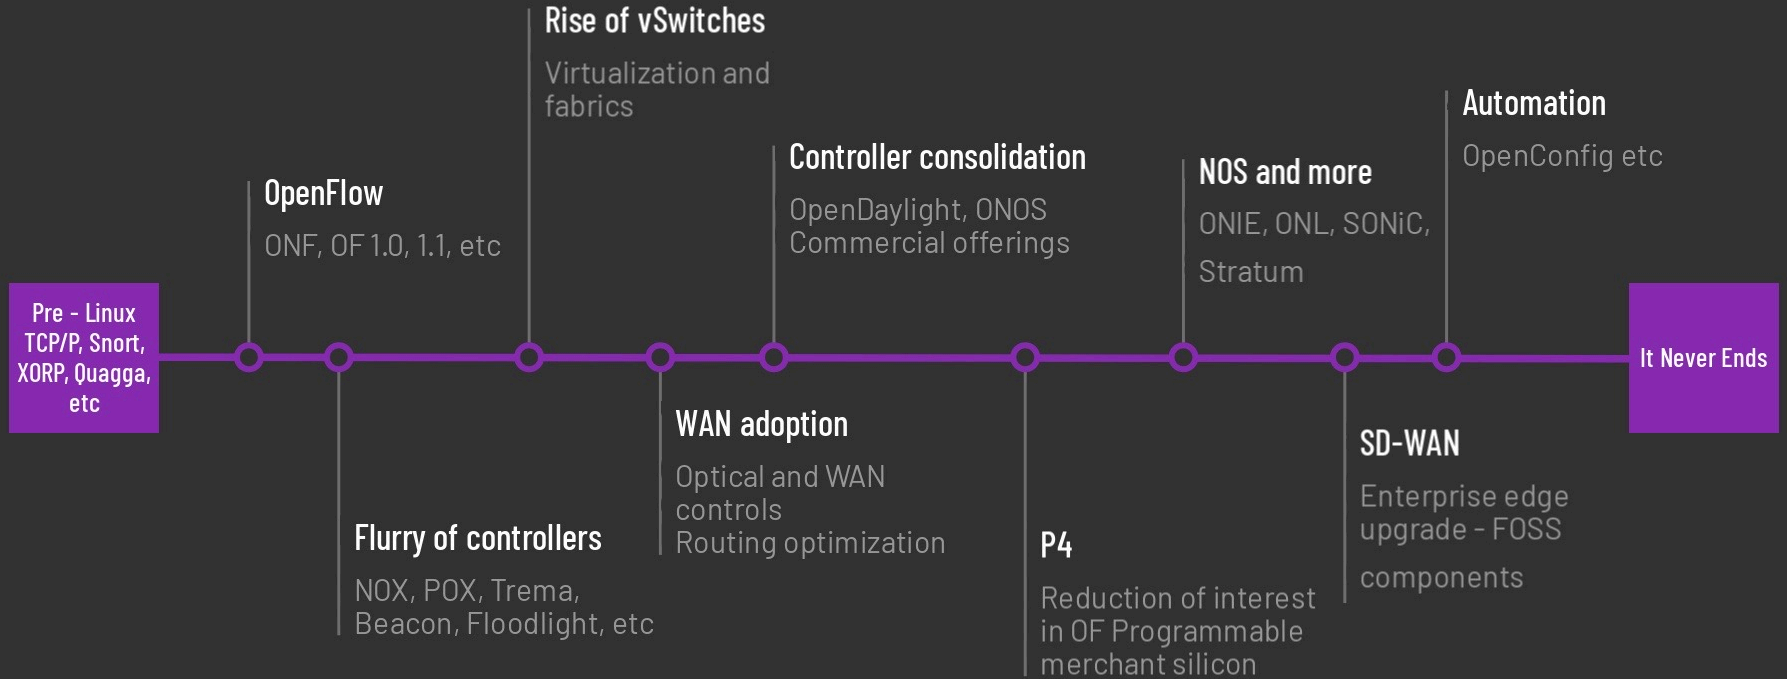 Pre - Linux
TCP/P, Snort,
XORP, Quagga,
etc
OpenFlow
ONF, OF 1.0, 1.1, etc
Flurry of controllers
NOX, POX, Trema,
Beacon, Floodlight, etc
Rise of vSwitches
Virtualization and
fabrics
WAN adoption
Optical and WAN
controls
Routing optimization
Controller consolidation
OpenDaylight, ONOS
Commercial offerings
P4
Reduction of interest
in OF Programmable
merchant silicon
NOS and more
ONIE, ONL, SONiC,
Stratum
SD-WAN
Enterprise edge
upgrade - FOSS
components
Automation
OpenConfig etc
It Never Ends